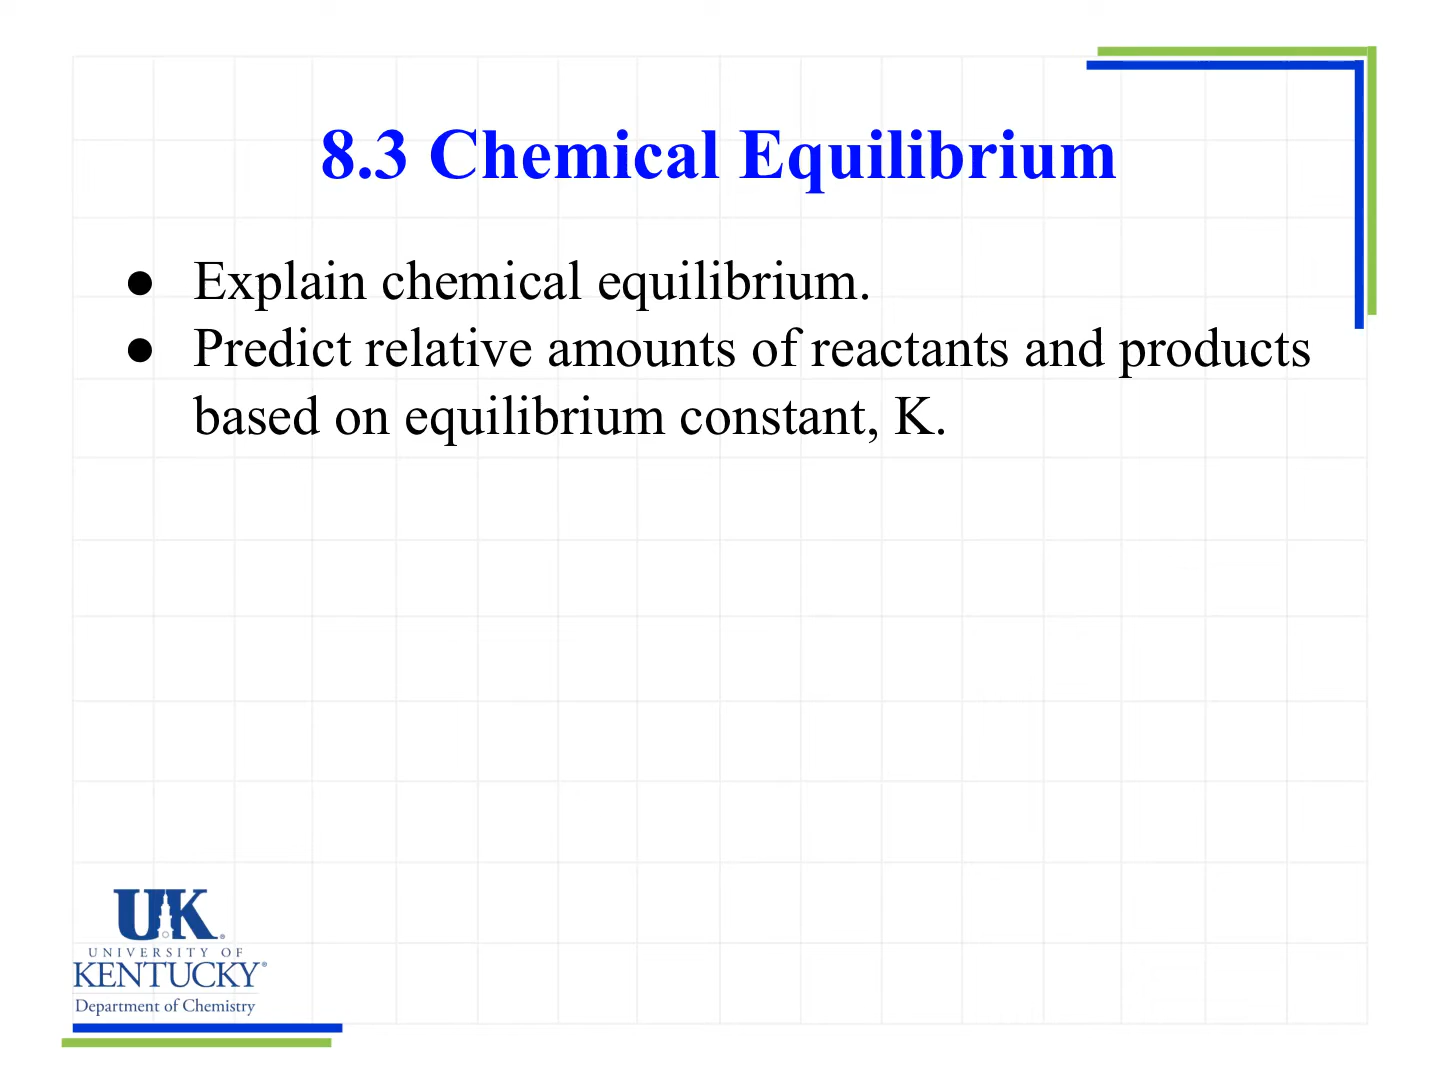 8.3 Chemical Equilibrium
● Explain chemical equilibrium.
● Predict relative amounts of reactants and products
based on equilibrium constant, K.
UK
UNIVERSITY OF
KENTUCKY®
Department of Chemistry